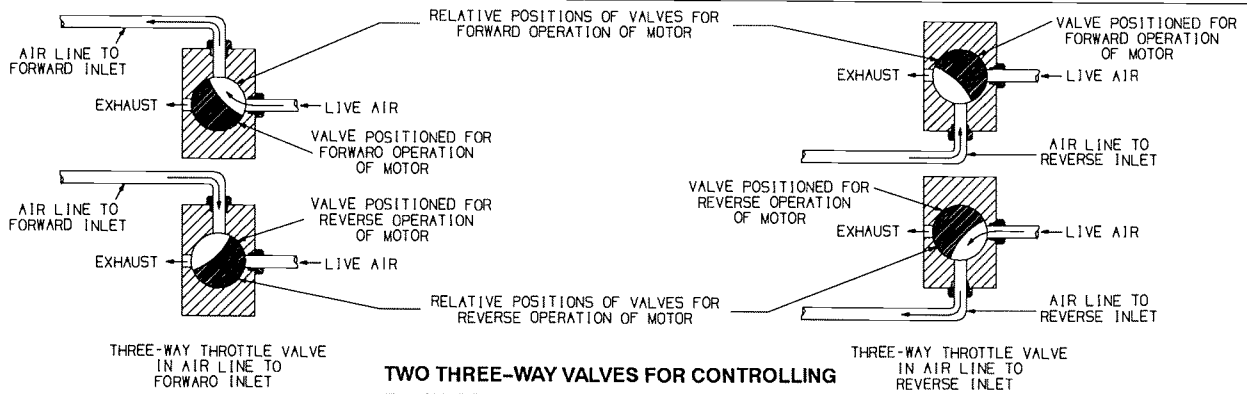 RELATIVE POSITIONS OF VALVES FOR
FORWARD OPERATION OF MOTOR
AIR LINE TO
FORWARD INLET
EXHAUST
LIVE AIR
VALVE POSITIONED FOR
FORWARD OPERATION
OF MOTOR
VALVE POSITIONED FOR
FORWARD OPERATION
OF MOTOR
EXHAUST
LIVE AIR
AIR LINE TO
REVERSE INLET
AIR LINE TO
FORWARD INLET
VALVE POSITIONED FOR
REVERSE OPERATION
OF MOTOR
EXHAUST
LIVE AIR
VALVE POSITIONED FOR
REVERSE OPERATION
OF MOTOR
EXHAUST
LIVE AIR
RELATIVE POSITIONS OF VALVES FOR
REVERSE OPERATION OF MOTOR
AIR LINE TO
REVERSE INLET
THREE-WAY THROTTLE VALVE
IN AIR LINE TO
FORWARD INLET
TWO THREE-WAY VALVES FOR CONTROLLING
THREE-WAY THROTTLE VALVE
IN AIR LINE TO
REVERSE INLET